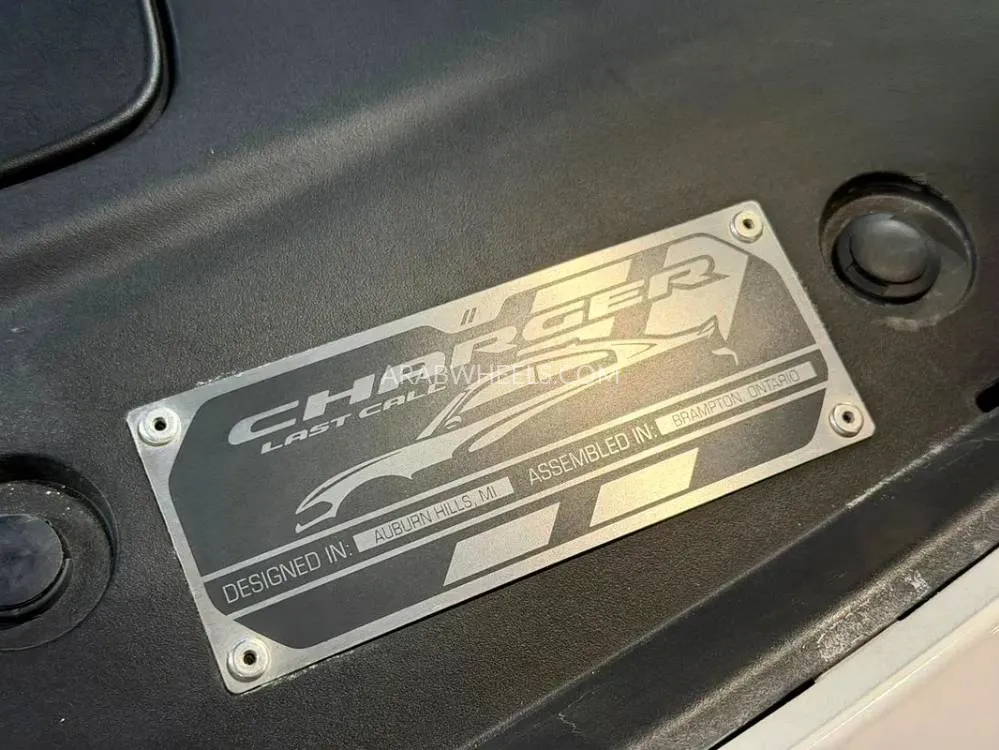 CHARGER
LAST CALL
ARABWHEELS.COM
DESIGNED IN: AUBURN HILLS, MI ASSEMBLED IN: BRAMPTON, ONTARIO